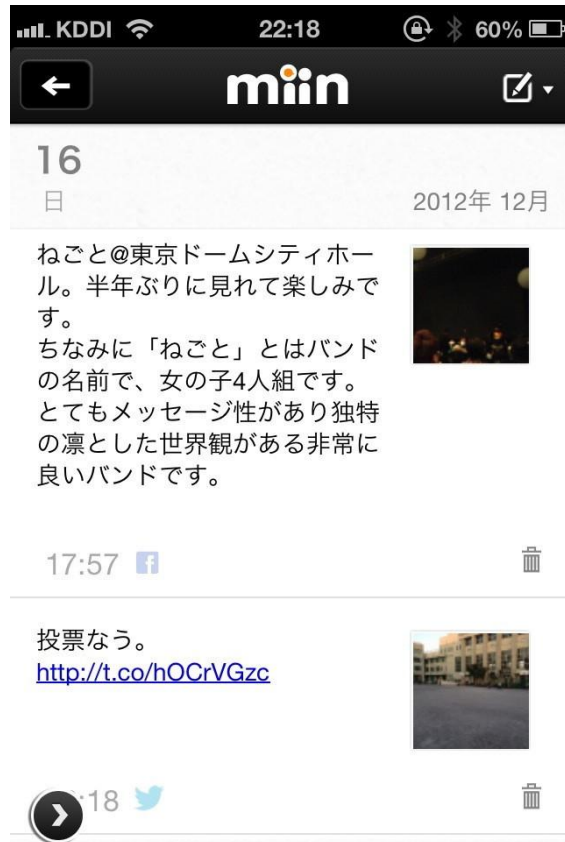 KDDI 22:18 60%
miin
16
日 2012年 12月
ねごと@東京ドームシティホー
ル。半年ぶりに見れて楽しみで
す。
ちなみに「ねごと」とはバンド
の名前で、女の子4人組です。
とてもメッセージ性があり独特
の凛とした世界観がある非常に
良いバンドです。
17:57
投票なう。
http://t.co/hOCrVGzc
:18